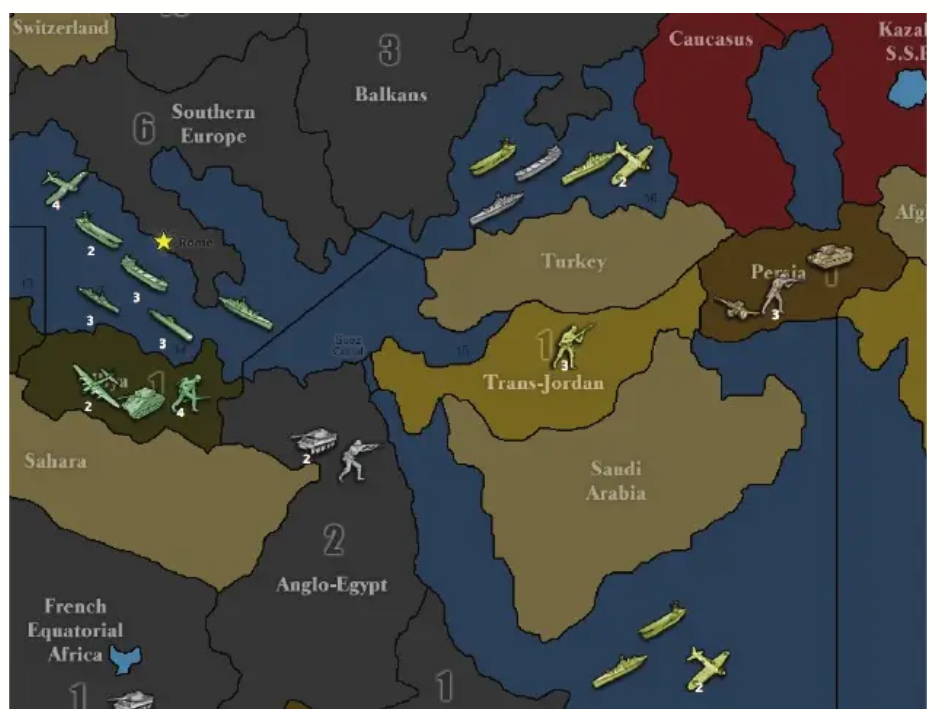 Switzerland
Caucasus
Kazak
S.S.R
3
Balkans
6
Southern
Europe
4
2
16
Afg
2
Rome
Turkey
Persia
1
3
3
3
3
Suez
Canal
15
13
14
1
Trans-Jordan
3
1
2
4
Sahara
2
Saudi
Arabia
2
Anglo-Egypt
French
Equatorial
Africa
1
1
2